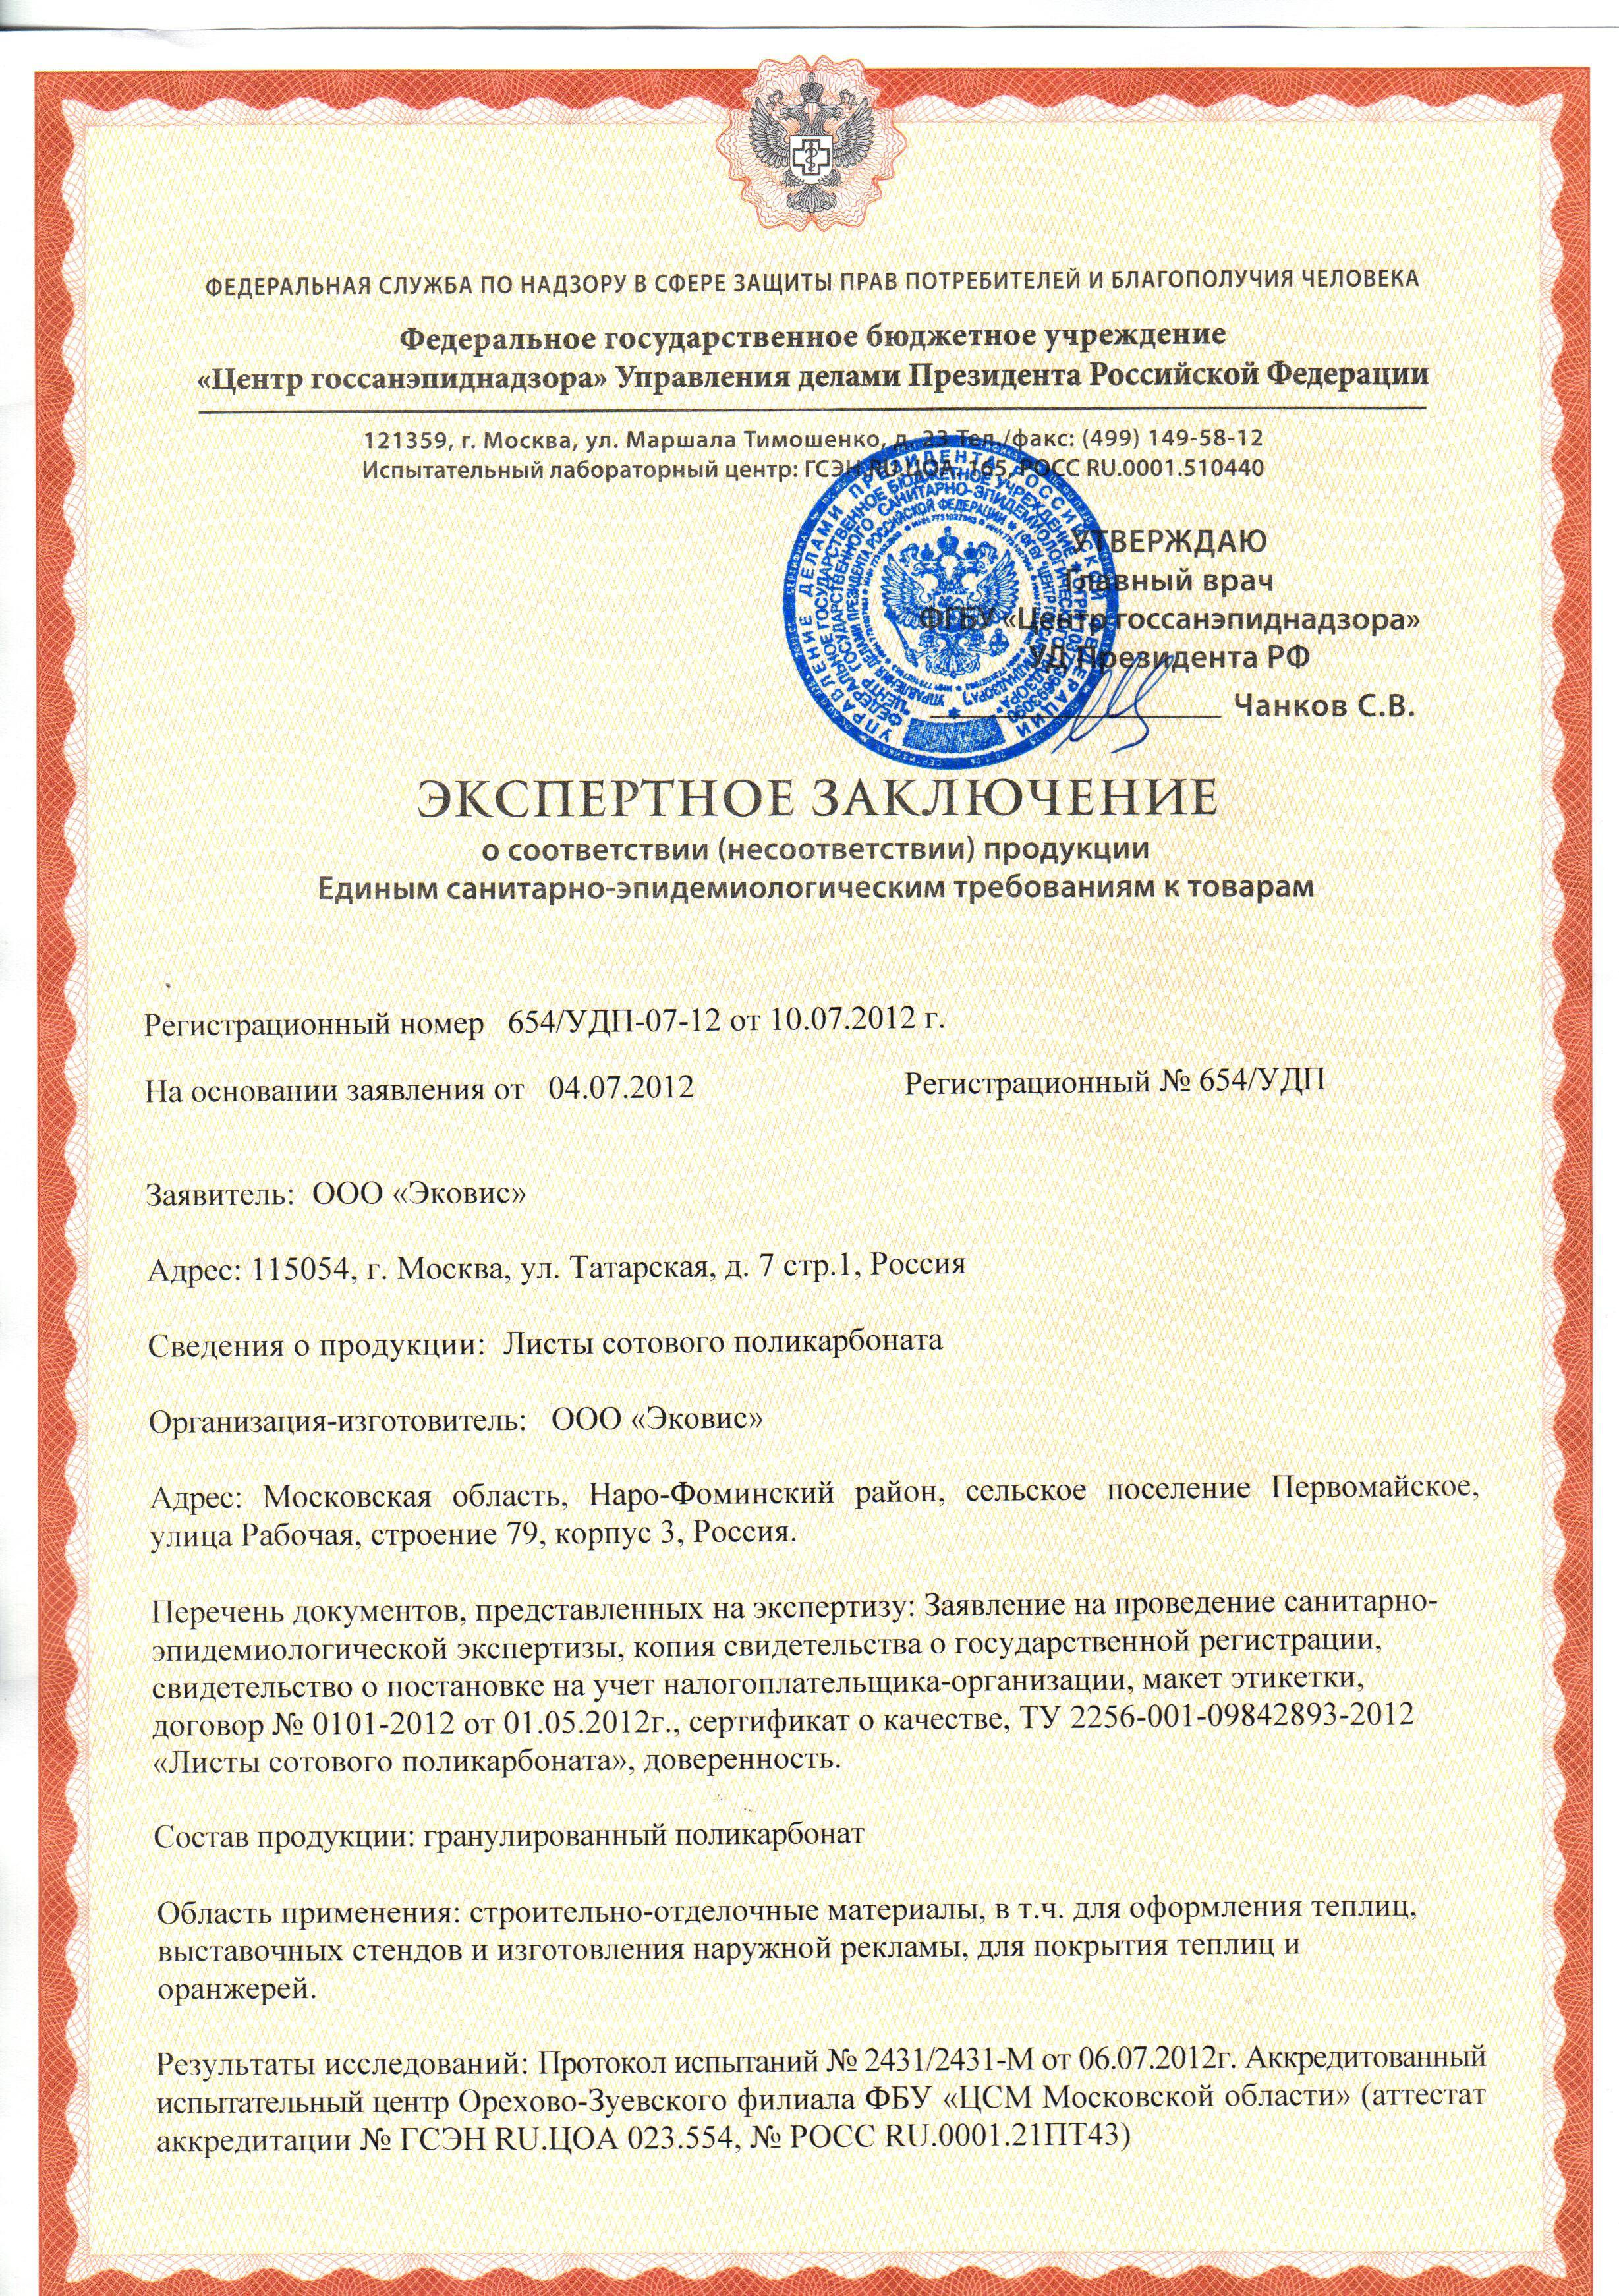 ФЕДЕРАЛЬНАЯ СЛУЖБА ПО НАДЗОРУ В СФЕРЕ ЗАЩИТЫ ПРАВ ПОТРЕБИТЕЛЕЙ И БЛАГОПОЛУЧИЯ ЧЕЛОВЕКА
Федеральное государственное бюджетное учреждение
«Центр госсанэпиднадзора» Управления делами Президента Российской Федерации
121359, г. Москва, ул. Маршала Тимошенко, д. 23 Тел./факс: (499) 149-58-12
Испытательный лабораторный центр: ГСЭН.RU.ЦОА. 165, РОСС RU.0001.510440
УТВЕРЖДАЮ
Главный врач
ФГБУ «Центр госсанэпиднадзора»
УД Президента РФ
Чанков С.В.
УПРАВЛЕНИЕ ДЕЛАМИ ПРЕЗИДЕНТА РОССИЙСКОЙ ФЕДЕРАЦИИ
ЭКСПЕРТНОЕ ЗАКЛЮЧЕНИЕ
о соответствии (несоответствии) продукции
Единым санитарно-эпидемиологическим требованиям к товарам
Регистрационный номер 654/УДП-07-12 от 10.07.2012 г.
На основании заявления от 04.07.2012 Регистрационный № 654/УДП
Заявитель: ООО «Эковис»
Адрес: 115054, г. Москва, ул. Татарская, д. 7 стр.1, Россия
Сведения о продукции: Листы сотового поликарбоната
Организация-изготовитель: ООО «Эковис»
Адрес: Московская область, Наро-Фоминский район, сельское поселение Первомайское,
улица Рабочая, строение 79, корпус 3, Россия.
Перечень документов, представленных на экспертизу: Заявление на проведение санитарно-
эпидемиологической экспертизы, копия свидетельства о государственной регистрации,
свидетельство о постановке на учет налогоплательщика-организации, макет этикетки,
договор № 0101-2012 от 01.05.2012г., сертификат о качестве, ТУ 2256-001-09842893-2012
«Листы сотового поликарбоната», доверенность.
Состав продукции: гранулированный поликарбонат
Область применения: строительно-отделочные материалы, в т.ч. для оформления теплиц,
выставочных стендов и изготовления наружной рекламы, для покрытия теплиц и
оранжерей.
Результаты исследований: Протокол испытаний № 2431/2431-М от 06.07.2012г. Аккредитованный
испытательный центр Орехово-Зуевского филиала ФБУ «ЦСМ Московской области» (аттестат
аккредитации № ГСЭН RU.ЦОА 023.554, № РОСС RU.0001.21ПТ43)